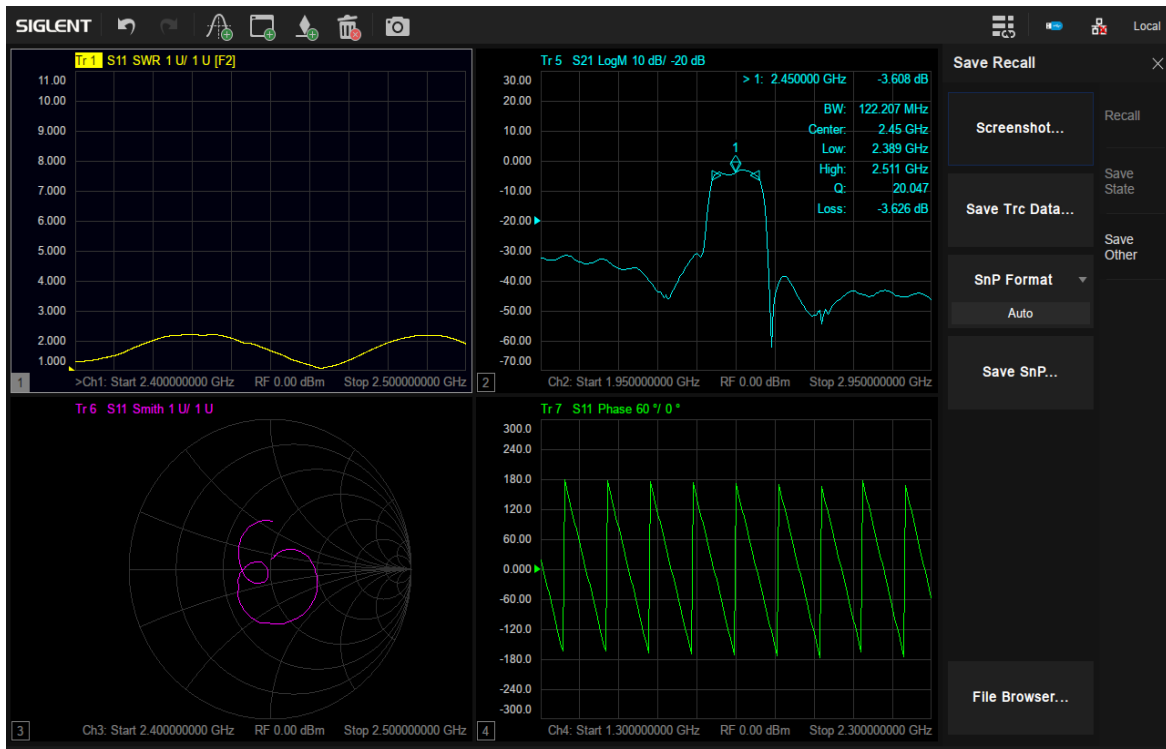 SIGLENT
Local
Tr 1 S11 SWR 1 U/ 1 U [F2]
11.00
10.00
9.000
8.000
7.000
6.000
5.000
4.000
3.000
2.000
1.000
1
>Ch1: Start 2.400000000 GHz RF 0.00 dBm Stop 2.500000000 GHz
Tr 5 S21 LogM 10 dB/ -20 dB
30.00
20.00
10.00
0.000
-10.00
-20.00
-30.00
-40.00
-50.00
-60.00
-70.00
> 1: 2.450000 GHz -3.608 dB
BW: 122.207 MHz
Center: 2.45 GHz
Low: 2.389 GHz
High: 2.511 GHz
Q: 20.047
Loss: -3.626 dB
1
2
Ch2: Start 1.950000000 GHz RF 0.00 dBm Stop 2.950000000 GHz
Tr 6 S11 Smith 1 U/ 1 U
3
Ch3: Start 2.400000000 GHz RF 0.00 dBm Stop 2.500000000 GHz
Tr 7 S11 Phase 60 °/ 0 °
300.0
240.0
180.0
120.0
60.00
0.000
-60.00
-120.0
-180.0
-240.0
-300.0
4
Ch4: Start 1.300000000 GHz RF 0.00 dBm Stop 2.300000000 GHz
Save Recall
Screenshot...
Save Trc Data...
SnP Format
Auto
Save SnP...
File Browser...
Recall
Save
State
Save
Other